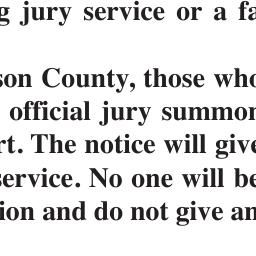 g jury service or a fa
son County, those who
official jury summon
rt. The notice will give
service. No one will be
ion and do not give an